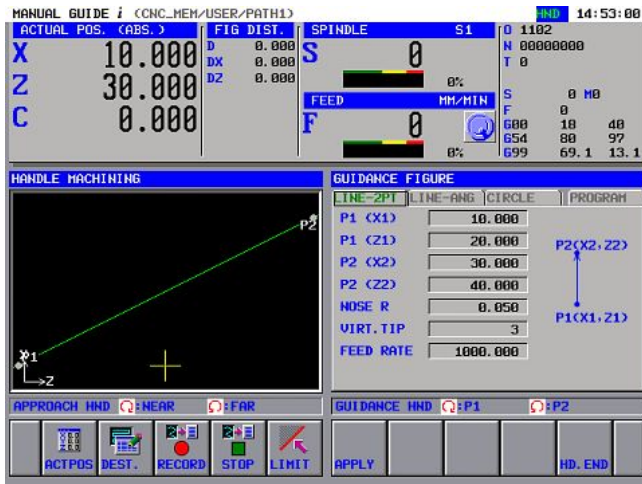 MANUAL GUIDE i (CNC_MEM/USER/PATH1) HND 14:53:00
ACTUAL POS. (ABS.) FIG DIST. SPINDLE S1 O 1102
X 10.000 D 0.000 S 0 N 00000000
DX 0.000 T 0
Z 30.000 DZ 0.000 0% S 0 M0
FEED MM/MIN F 0
C 0.000 F 0 G00 18 40
G54 80 97
0% G99 69.1 13.1
HANDLE MACHINING
GUIDANCE FIGURE
LINE-2PT LINE-ANG CIRCLE PROGRAM
P1 (X1) 10.000
P1 (Z1) 20.000
P2 (X2) 30.000
P2 (Z2) 40.000
NOSE R 0.050
VIRT.TIP 3
FEED RATE 1000.000
P2(X2,Z2)
P1(X1,Z1)
P2
X
P1
Z
APPROACH HND :NEAR :FAR
GUIDANCE HND :P1 :P2
ACTPOS DEST. RECORD STOP LIMIT APPLY HD.END